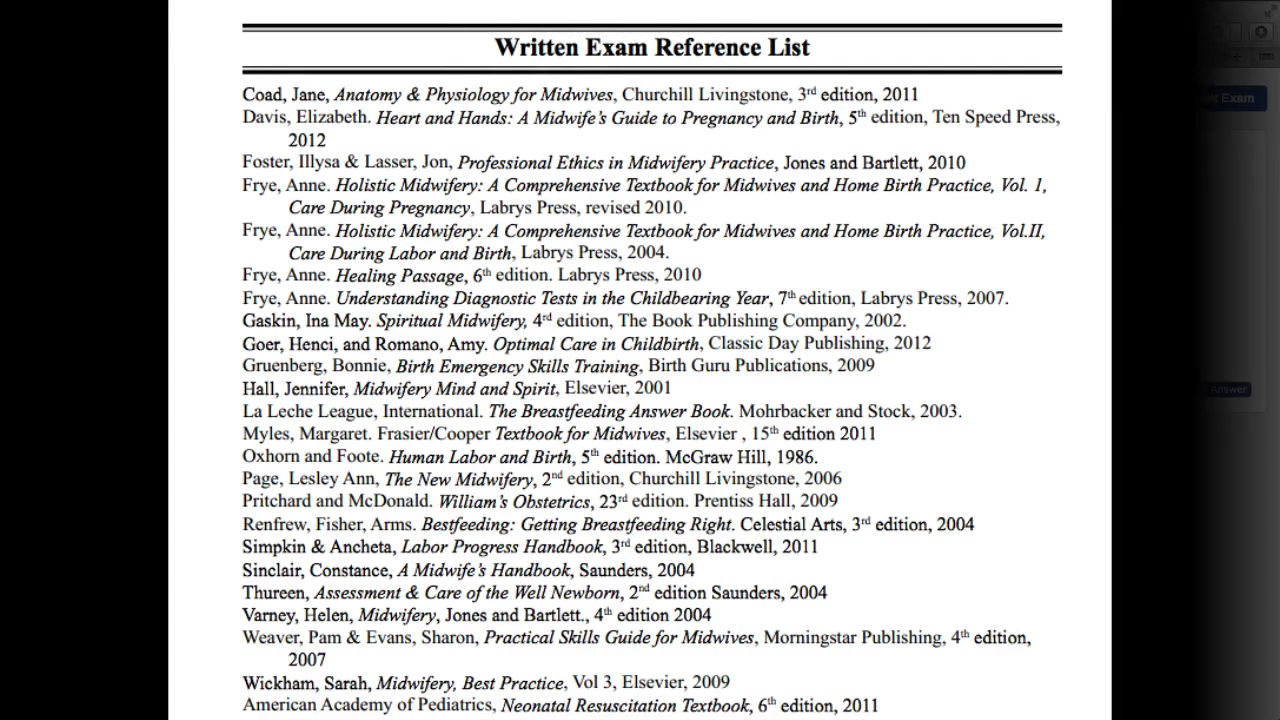 Written Exam Reference List
Coad, Jane, Anatomy & Physiology for Midwives, Churchill Livingstone, 3rd edition, 2011
Davis, Elizabeth. Heart and Hands: A Midwife's Guide to Pregnancy and Birth, 5th edition, Ten Speed Press,
2012
Foster, Illysa & Lasser, Jon, Professional Ethics in Midwifery Practice, Jones and Bartlett, 2010
Frye, Anne. Holistic Midwifery: A Comprehensive Textbook for Midwives and Home Birth Practice, Vol. 1,
Care During Pregnancy, Labrys Press, revised 2010.
Frye, Anne. Holistic Midwifery: A Comprehensive Textbook for Midwives and Home Birth Practice, Vol.II,
Care During Labor and Birth, Labrys Press, 2004.
Frye, Anne. Healing Passage, 6th edition. Labrys Press, 2010
Frye, Anne. Understanding Diagnostic Tests in the Childbearing Year, 7th edition, Labrys Press, 2007.
Gaskin, Ina May. Spiritual Midwifery, 4rd edition, The Book Publishing Company, 2002.
Goer, Henci, and Romano, Amy. Optimal Care in Childbirth, Classic Day Publishing, 2012
Gruenberg, Bonnie, Birth Emergency Skills Training, Birth Guru Publications, 2009
Hall, Jennifer, Midwifery Mind and Spirit, Elsevier, 2001
La Leche League, International. The Breastfeeding Answer Book. Mohrbacker and Stock, 2003.
Myles, Margaret. Frasier/Cooper Textbook for Midwives, Elsevier , 15th edition 2011
Oxhorn and Foote. Human Labor and Birth, 5th edition. McGraw Hill, 1986.
Page, Lesley Ann, The New Midwifery, 2nd edition, Churchill Livingstone, 2006
Pritchard and McDonald. William's Obstetrics, 23rd edition. Prentiss Hall, 2009
Renfrew, Fisher, Arms. Bestfeeding: Getting Breastfeeding Right. Celestial Arts, 3rd edition, 2004
Simpkin & Ancheta, Labor Progress Handbook, 3rd edition, Blackwell, 2011
Sinclair, Constance, A Midwife's Handbook, Saunders, 2004
Thureen, Assessment & Care of the Well Newborn, 2nd edition Saunders, 2004
Varney, Helen, Midwifery, Jones and Bartlett., 4th edition 2004
Weaver, Pam & Evans, Sharon, Practical Skills Guide for Midwives, Morningstar Publishing, 4th edition,
2007
Wickham, Sarah, Midwifery, Best Practice, Vol 3, Elsevier, 2009
American Academy of Pediatrics, Neonatal Resuscitation Textbook, 6th edition, 2011
Exam
Answer